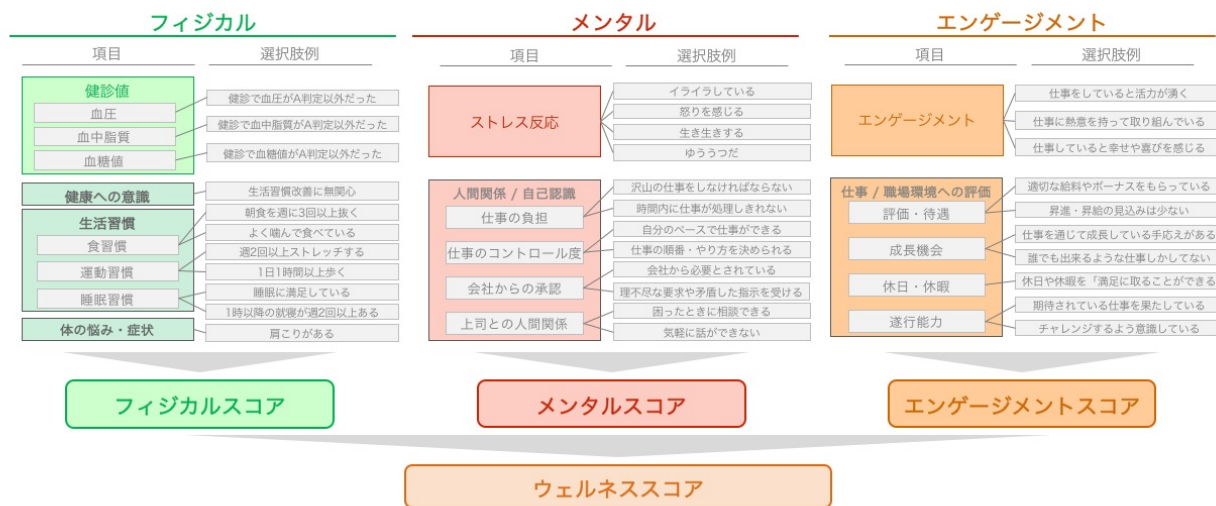 フィジカル
項目
選択肢例
健診値
血圧
血中脂質
血糖値
健診で血圧がA判定以外だった
健診で血中脂質がA判定以外だった
健診で血糖値がA判定以外だった
健康への意識
生活習慣改善に無関心
生活習慣
食習慣
運動習慣
睡眠習慣
朝食を週に3回以上抜く
よく噛んで食べている
週2回以上ストレッチする
1日1時間以上歩く
睡眠に満足している
1時以降の就寝が週2回以上ある
体の悩み・症状
肩こりがある
フィジカルスコア
メンタル
項目
選択肢例
ストレス反応
イライラしている
怒りを感じる
生き生きする
ゆううつだ
人間関係 / 自己認識
仕事の負担
仕事のコントロール度
会社からの承認
上司との人間関係
沢山の仕事をしなければならない
時間内に仕事が処理しきれない
自分のペースで仕事ができる
仕事の順番・やり方を決められる
会社から必要とされている
理不尽な要求や矛盾した指示を受ける
困ったときに相談できる
気軽に話ができない
メンタルスコア
エンゲージメント
項目
選択肢例
エンゲージメント
仕事をしていると活力が湧く
仕事に熱意を持って取り組んでいる
仕事していると幸せや喜びを感じる
仕事 / 職場環境への評価
評価・待遇
成長機会
休日・休暇
遂行能力
適切な給料やボーナスをもらっている
昇進・昇給の見込みは少ない
仕事を通じて成長している手応えがある
誰でも出来るような仕事しかしてない
休日や休暇を「満足に取ることができる
期待されている仕事を果たしている
チャレンジするよう意識している
エンゲージメントスコア
ウェルネススコア